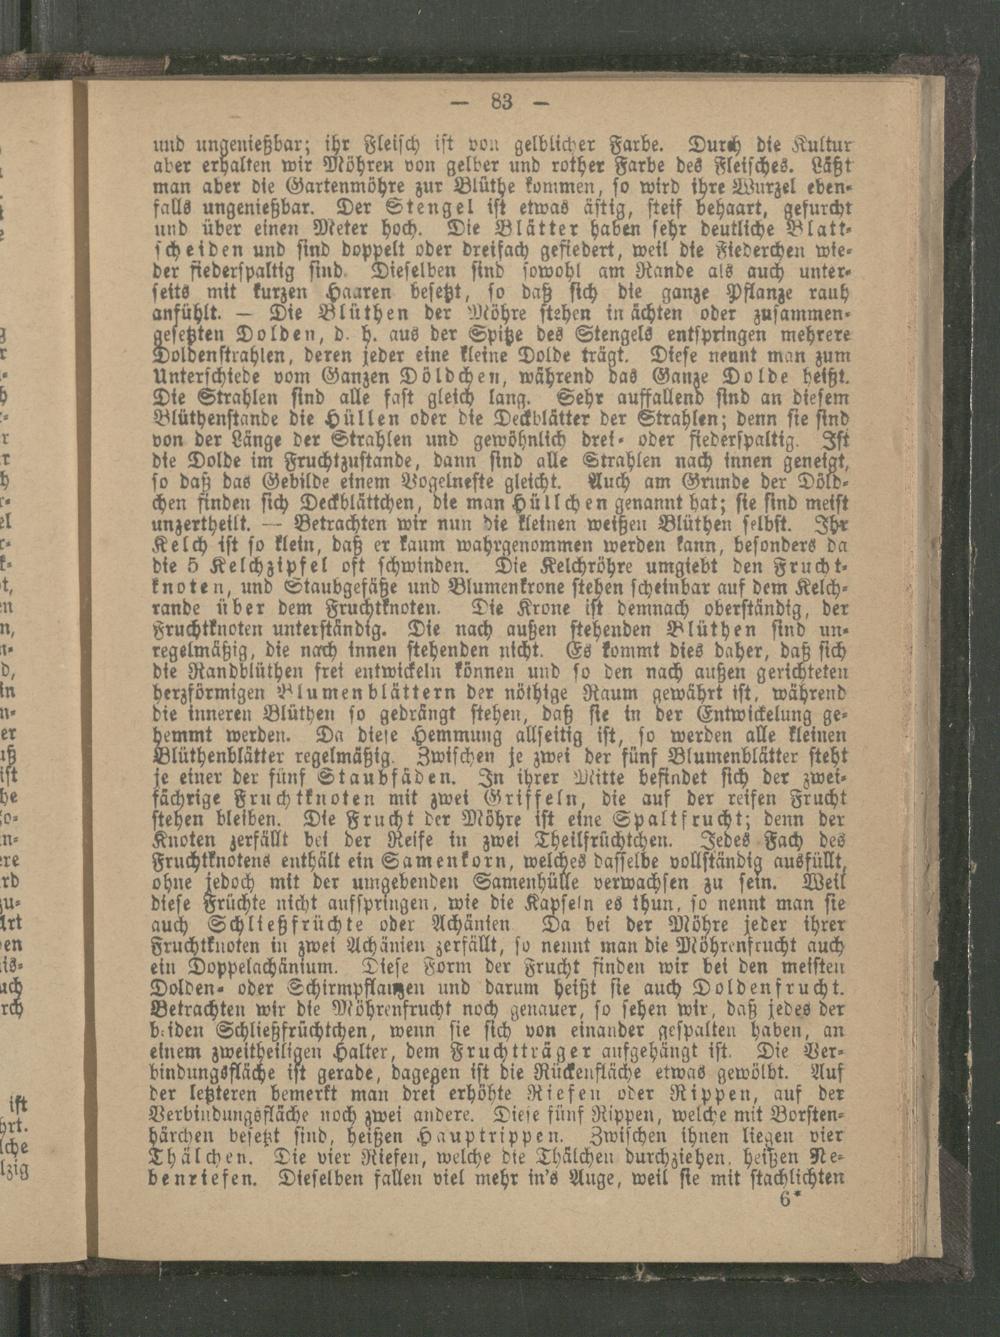 — 83 —
und ungenießbar; ihr Fleisch ist von gelblicher Farbe. Durch die Kultur
aber erhalten wir Möhren von gelber und rother Farbe des Fleisches. Läßt
man aber die Gartenmöhre zur Blüthe kommen, so wird ihre Wurzel eben-
falls ungenießbar. Der Stengel ist etwas ästig, steif behaart, gefurcht
und über einen Meter hoch. Die Blätter haben sehr deutliche Blatt-
scheiden und sind doppelt oder dreifach gefiedert, weil die Fiederchen wie-
der fiederspaltig sind. Dieselben sind sowohl am Rande als auch unter-
seits mit kurzen Haaren besetzt, so daß sich die ganze Pflanze rauh
anfühlt. — Die Blüthen der Möhre stehen in ächten oder zusammen-
gesetzten Dolden, d. h. aus der Spitze des Stengels entspringen mehrere
Doldenstrahlen, deren jeder eine kleine Dolde trägt. Diese nennt man zum
Unterschiede vom Ganzen Döldchen, während das Ganze Dolde heißt.
Die Strahlen sind alle fast gleich lang. Sehr auffallend sind an diesem
Blüthenstande die Hüllen oder die Deckblätter der Strahlen; denn sie sind
von der Länge der Strahlen und gewöhnlich drei- oder fiederspaltig. Ist
die Dolde im Fruchtzustande, dann sind alle Strahlen nach innen geneigt,
so daß das Gebilde einem Vogelneste gleicht. Auch am Grunde der Döld-
chen finden sich Deckblättchen, die man Hüllchen genannt hat; sie sind meist
unzertheilt. — Betrachten wir nun die kleinen weißen Blüthen selbst. Ihr
Kelch ist so klein, daß er kaum wahrgenommen werden kann, besonders da
die 5 Kelchzipfel oft schwinden. Die Kelchröhre umgiebt den Frucht-
knoten, und Staubgefäße und Blumenkrone stehen scheinbar auf dem Kelch-
rande über dem Fruchtknoten. Die Krone ist demnach oberständig, der
Fruchtknoten unterständig. Die nach außen stehenden Blüthen sind un-
regelmäßig, die nach innen stehenden nicht. Es kommt dies daher, daß sich
die Randblüthen frei entwickeln können und so den nach außen gerichteten
herzförmigen Blumenblättern der nöthige Raum gewährt ist, während
die inneren Blüthen so gedrängt stehen, daß sie in der Entwickelung ge-
hemmt werden. Da diese Hemmung allseitig ist, so werden alle kleinen
Blüthenblätter regelmäßig. Zwischen je zwei der fünf Blumenblätter steht
je einer der fünf Staubfäden. In ihrer Mitte befindet sich der zwei-
fächrige Fruchtknoten mit zwei Griffeln, die auf der reifen Frucht
stehen bleiben. Die Frucht der Möhre ist eine Spaltfrucht; denn der
Knoten zerfällt bei der Reife in zwei Theilfrüchtchen. Jedes Fach des
Fruchtknotens enthält ein Samenkorn, welches dasselbe vollständig ausfüllt,
ohne jedoch mit der umgebenden Samenhülle verwachsen zu sein. Weil
diese Früchte nicht aufspringen, wie die Kapseln es thun, so nennt man sie
auch Schließfrüchte oder Achänien Da bei der Möhre jeder ihrer
Fruchtknoten in zwei Achänien zerfällt, so nennt man die Möhrenfrucht auch
ein Doppelachänium. Diese Form der Frucht finden wir bei den meisten
Dolden- oder Schirmpflanzen und darum heißt sie auch Doldenfrucht.
Betrachten wir die Möhrenfrucht noch genauer, so sehen wir, daß jedes der
beiden Schließfrüchtchen, wenn sie sich von einander gespalten haben, an
einem zweitheiligen Halter, dem Fruchtträger aufgehängt ist. Die Ver-
bindungsfläche ist gerade, dagegen ist die Rückenfläche etwas gewölbt. Auf
der letzteren bemerkt man drei erhöhte Riefen oder Rippen, auf der
Verbindungsfläche noch zwei andere. Diese fünf Rippen, welche mit Borsten-
härchen besetzt sind, heißen Hauptrippen. Zwischen ihnen liegen vier
Thälchen. Die vier Riefen, welche die Thälchen durchziehen, heißen Ne-
benriefen. Dieselben fallen viel mehr in's Auge, weil sie mit stachlichten
6*